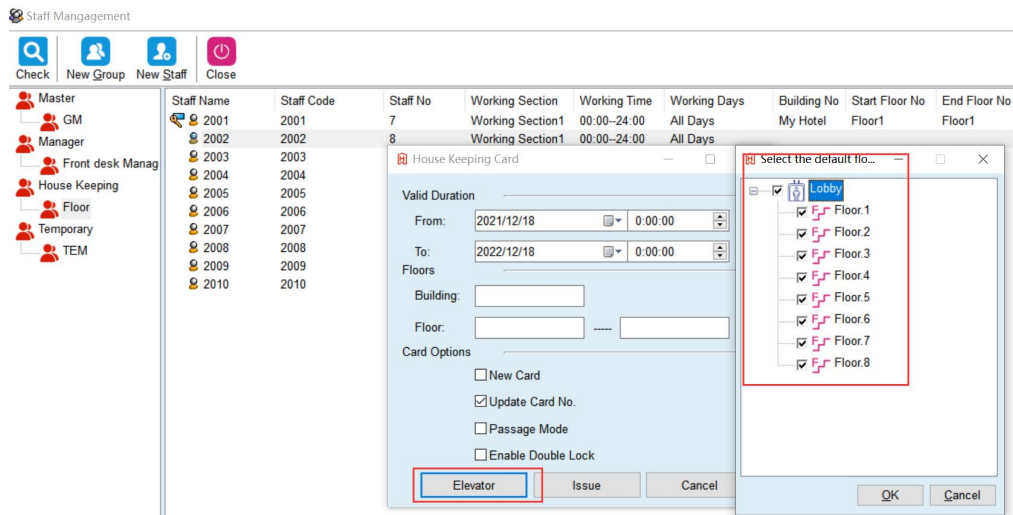 Staff Mangagement
Check New Group New Staff Close
Master
GM
Manager
Front desk Manag
House Keeping
Floor
Temporary
TEM
Staff Name Staff Code Staff No Working Section Working Time Working Days Building No Start Floor No End Floor No
2001 2001 7 Working Section1 00:00--24:00 All Days My Hotel Floor1 Floor1
2002 2002 8 Working Section1 00:00--24:00 All Days
2003 2003
2004 2004
2005 2005
2006 2006
2007 2007
2008 2008
2009 2009
2010 2010
House Keeping Card
Valid Duration
From: 2021/12/18 0:00:00
To: 2022/12/18 0:00:00
Floors
Building:
Floor: -----
Card Options
New Card
Update Card No.
Passage Mode
Enable Double Lock
Elevator Issue Cancel
Select the default flo...
Lobby
Floor.1
Floor.2
Floor.3
Floor.4
Floor.5
Floor.6
Floor.7
Floor.8
OK Cancel